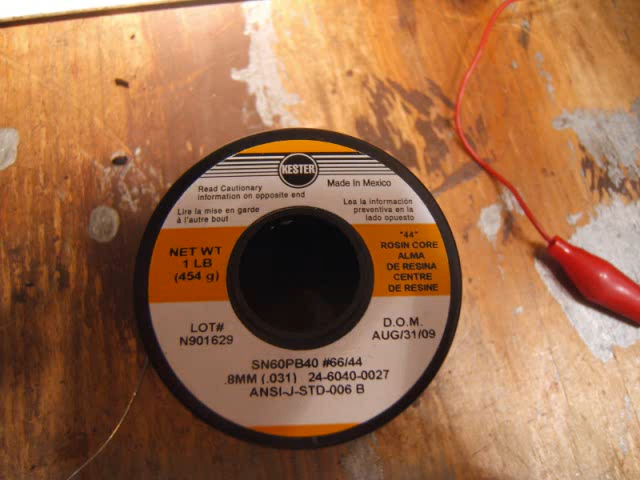 KESTER
Read Cautionary
information on opposite end
Made In Mexico
Lire la mise en garde
à l'autre bout
Lea la información
preventiva en la
lado opuesto
NET WT
1 LB
(454 g)
"44"
ROSIN CORE
ALMA
DE RESINA
CENTRE
DE RESINE
LOT#
N901629
D.O.M.
AUG/31/09
SN60PB40 #66/44
.8MM (.031) 24-6040-0027
ANSI-J-STD-006 B